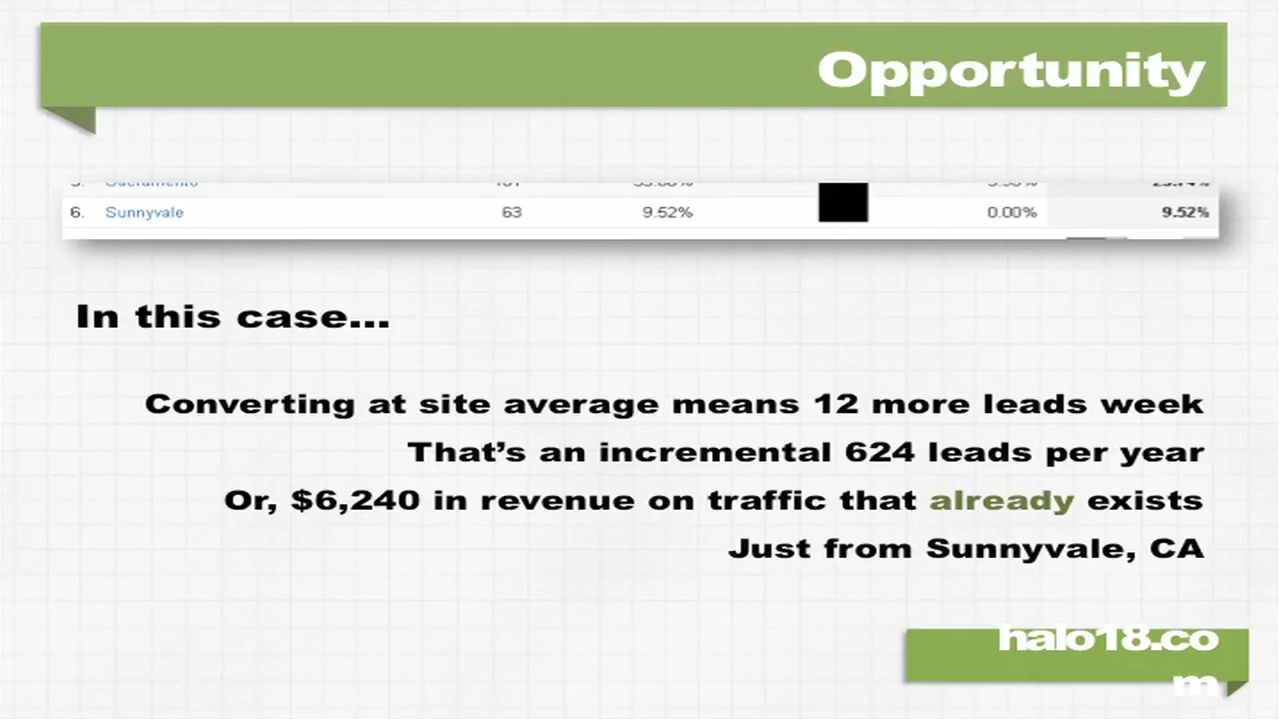 Opportunity
6. Sunnyvale 63 9.52% 0.00% 9.52%
In this case...
Converting at site average means 12 more leads week
That's an incremental 624 leads per year
Or, $6,240 in revenue on traffic that already exists
Just from Sunnyvale, CA
halo18.co
m